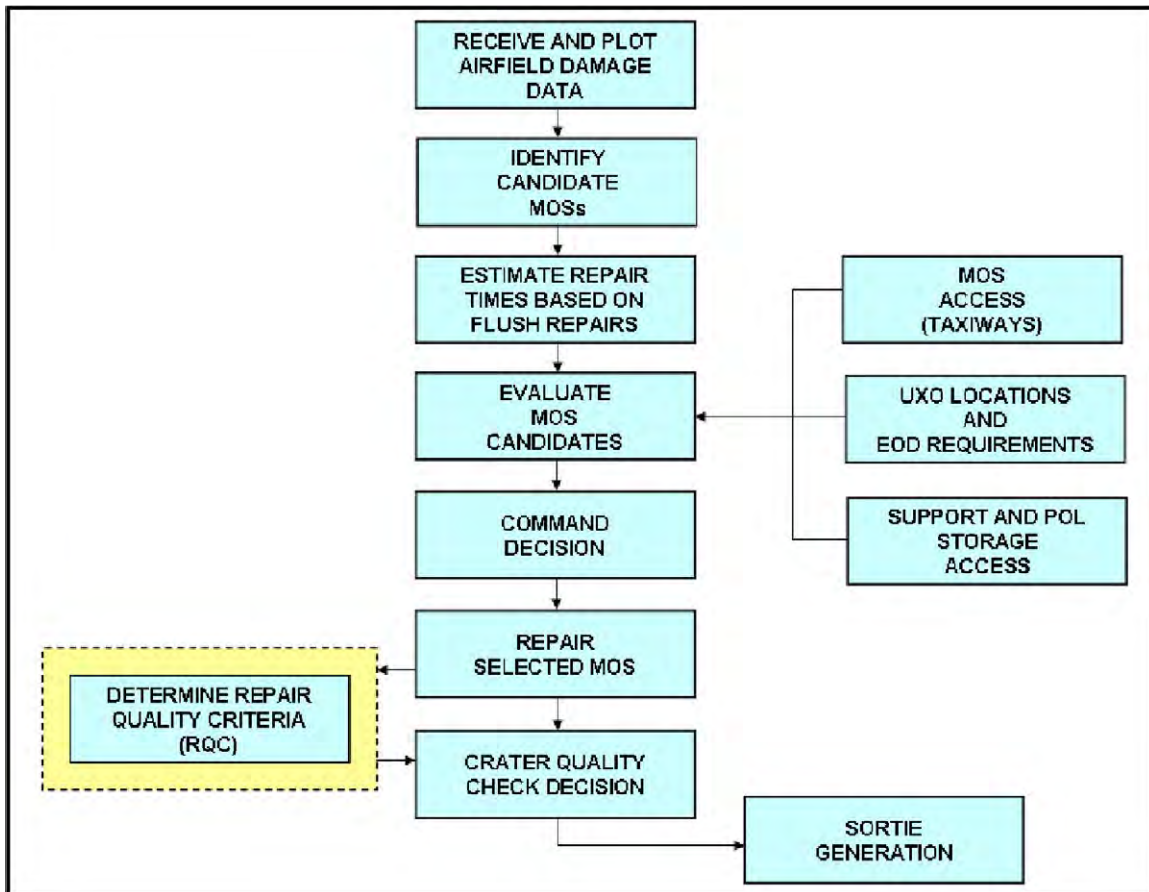 RECEIVE AND PLOT
AIRFIELD DAMAGE
DATA
IDENTIFY
CANDIDATE
MOSs
ESTIMATE REPAIR
TIMES BASED ON
FLUSH REPAIRS
MOS
ACCESS
(TAXIWAYS)
EVALUATE
MOS
CANDIDATES
UXO LOCATIONS
AND
EOD REQUIREMENTS
COMMAND
DECISION
SUPPORT AND POL
STORAGE
ACCESS
REPAIR
SELECTED MOS
DETERMINE REPAIR
QUALITY CRITERIA
(RQC)
CRATER QUALITY
CHECK DECISION
SORTIE
GENERATION